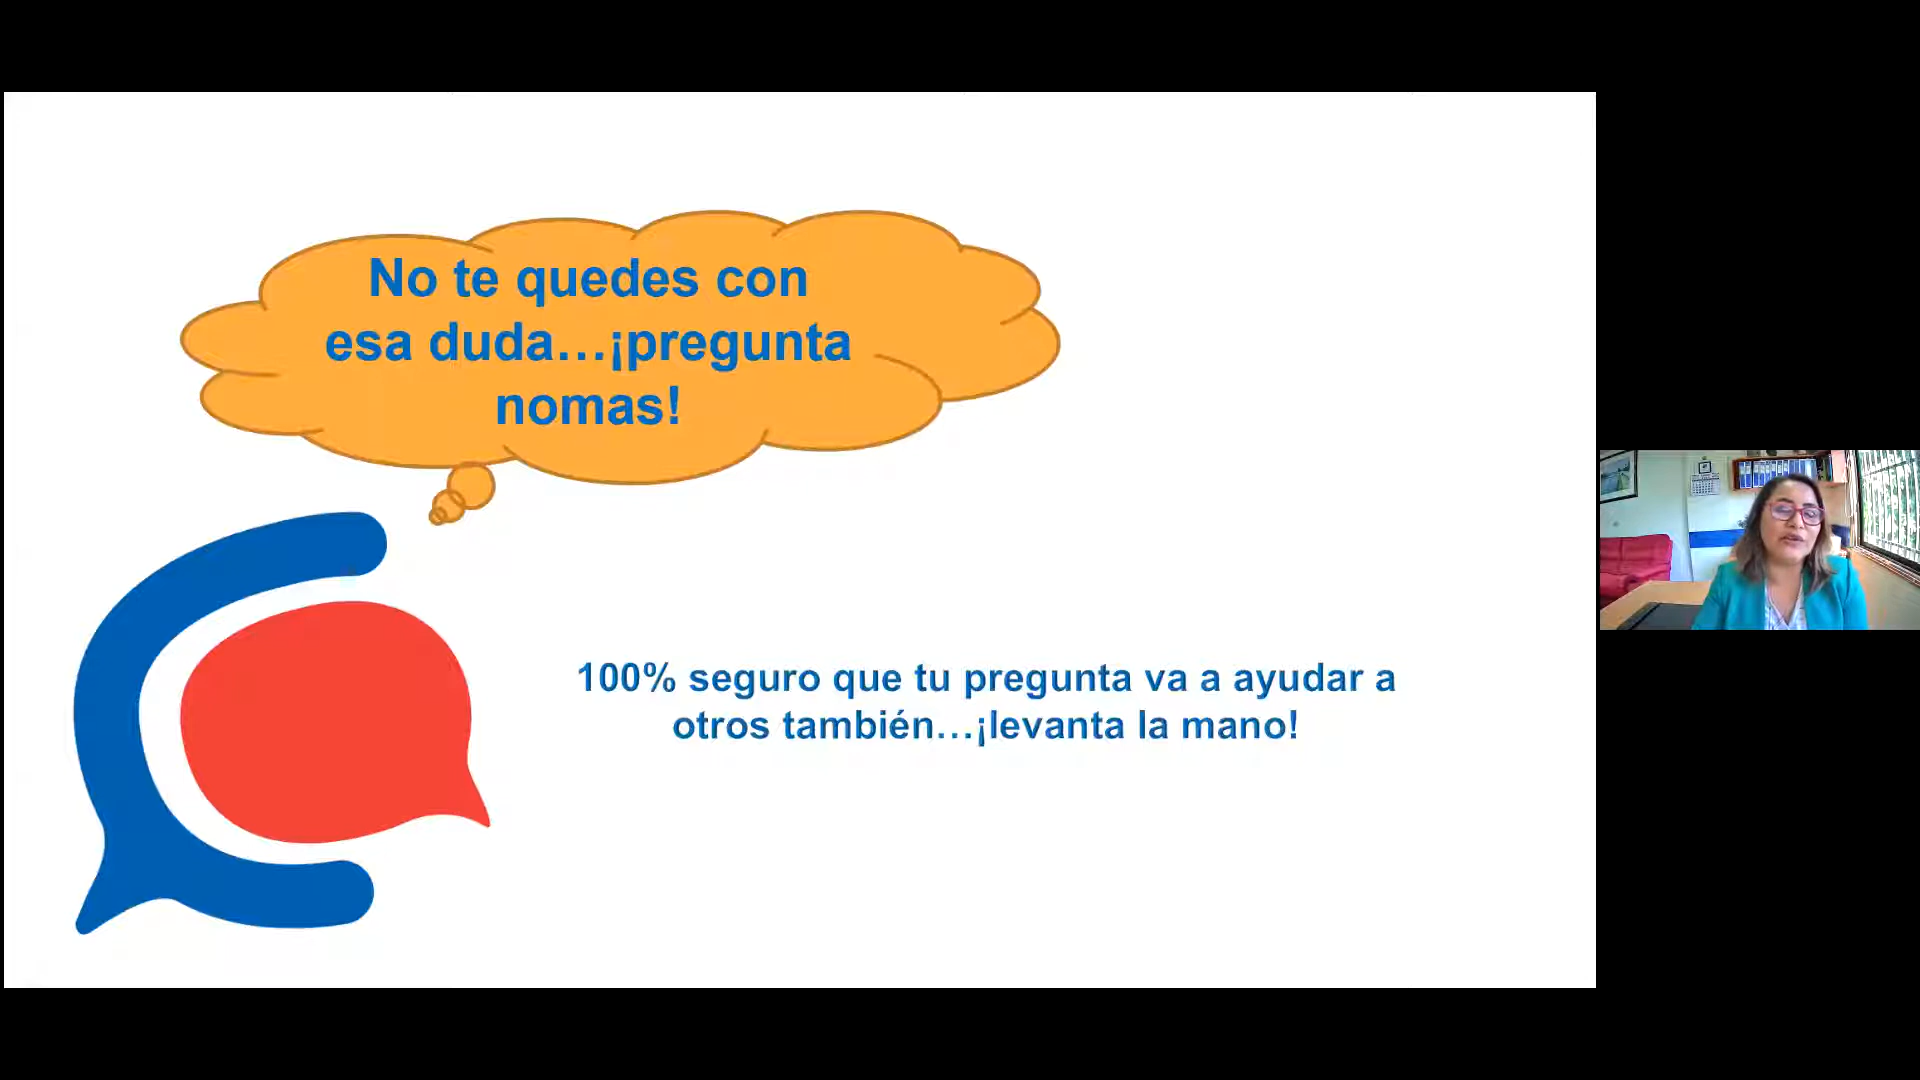 No te quedes con
esa duda...¡pregunta
nomas!
100% seguro que tu pregunta va a ayudar a
otros también...¡levanta la mano!